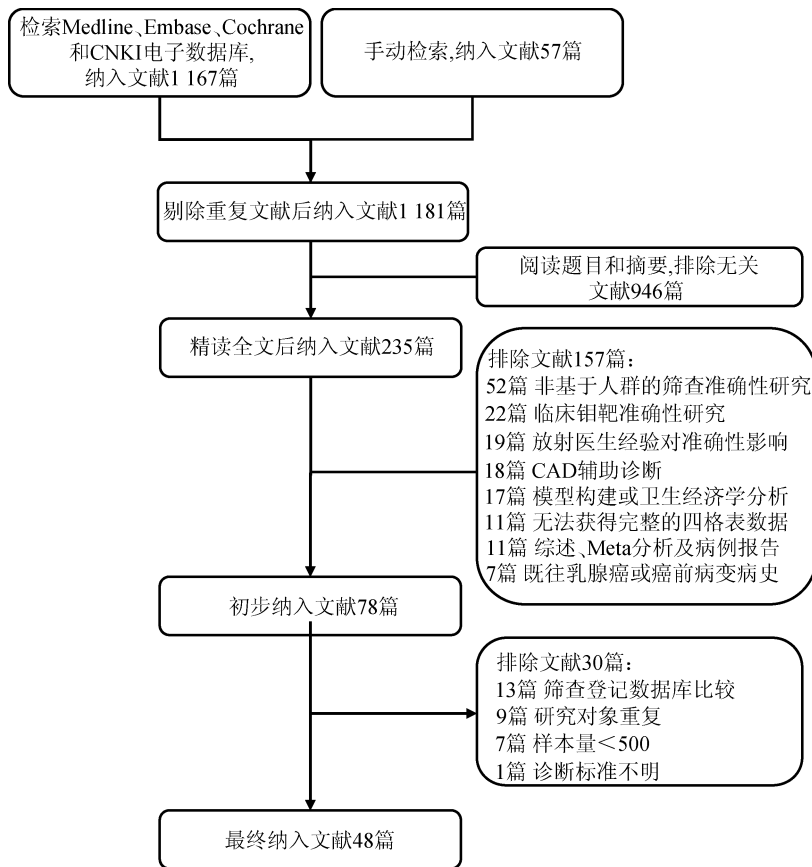 检索Medline、Embase、Cochrane
和CNKI电子数据库,
纳入文献1 167篇
手动检索,纳入文献57篇
剔除重复文献后纳入文献1 181篇
阅读题目和摘要,排除无关
文献946篇
精读全文后纳入文献235篇
排除文献157篇:
52篇 非基于人群的筛查准确性研究
22篇 临床钼靶准确性研究
19篇 放射医生经验对准确性影响
18篇 CAD辅助诊断
17篇 模型构建或卫生经济学分析
11篇 无法获得完整的四格表数据
11篇 综述、Meta分析及病例报告
7篇 既往乳腺癌或癌前病变病史
初步纳入文献78篇
排除文献30篇:
13篇 筛查登记数据库比较
9篇 研究对象重复
7篇 样本量<500
1篇 诊断标准不明
最终纳入文献48篇